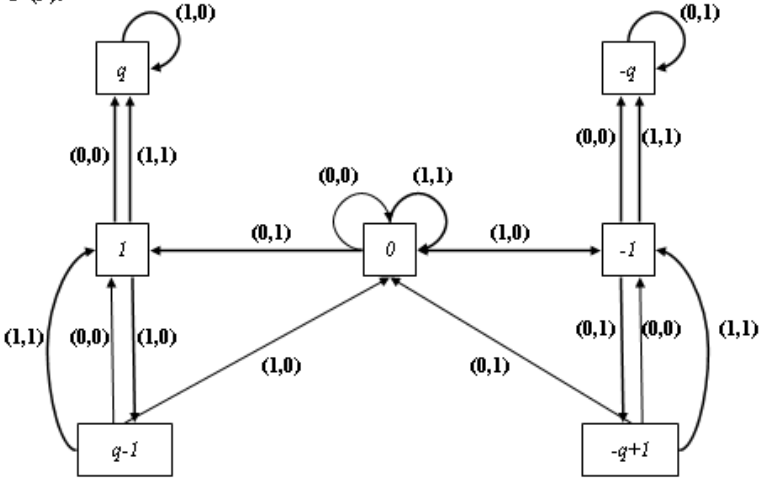 (1,0) (0,1)
q -q
(0,0) (1,1) (0,0) (1,1)
(0,0) (1,1)
(0,1) (1,0)
1 0 -1
(1,1) (0,0) (1,0) (0,1) (0,0) (1,1)
(1,0) (0,1)
q-1 -q+1